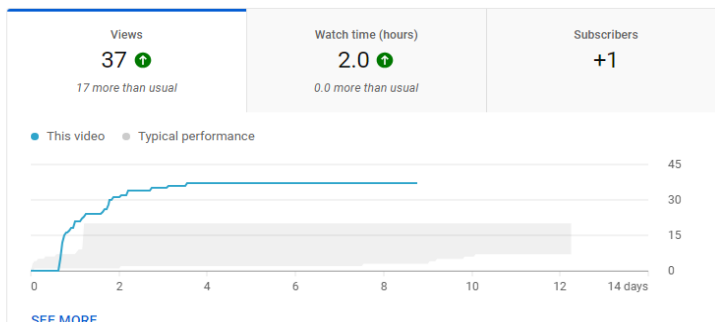 Views
37
17 more than usual
Watch time (hours)
2.0
0.0 more than usual
Subscribers
+1
This video
Typical performance
45
30
15
0
0 2 4 6 8 10 12 14 days
SEE MORE